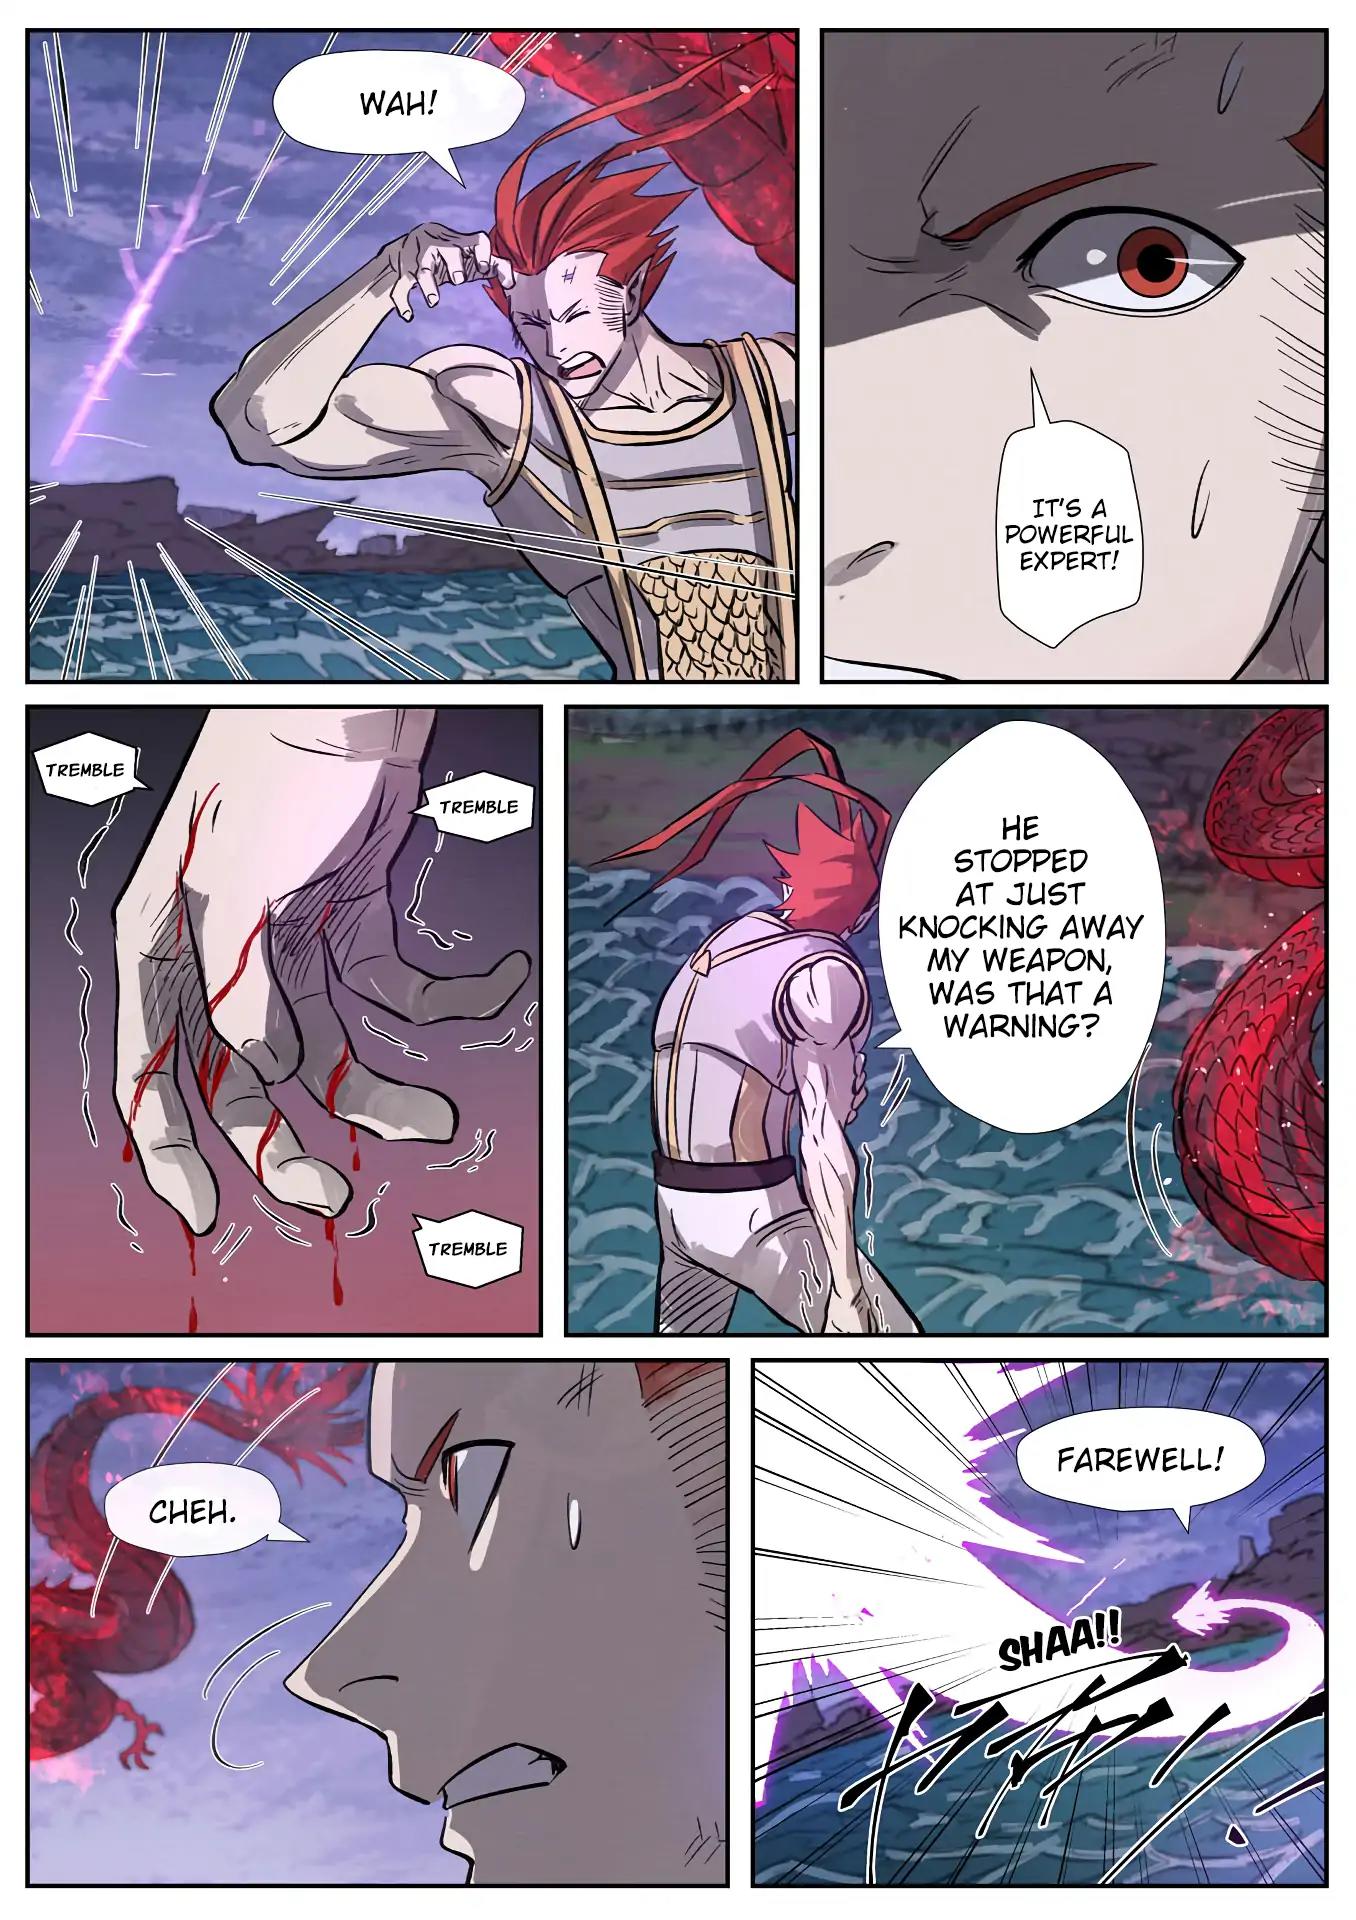 WAH!
IT'S A
POWERFUL
EXPERT!
TREMBLE
TREMBLE
TREMBLE
HE
STOPPED
AT JUST
KNOCKING AWAY
MY WEAPON,
WAS THAT A
WARNING?
CHEH.
FAREWELL!
SHAA!!